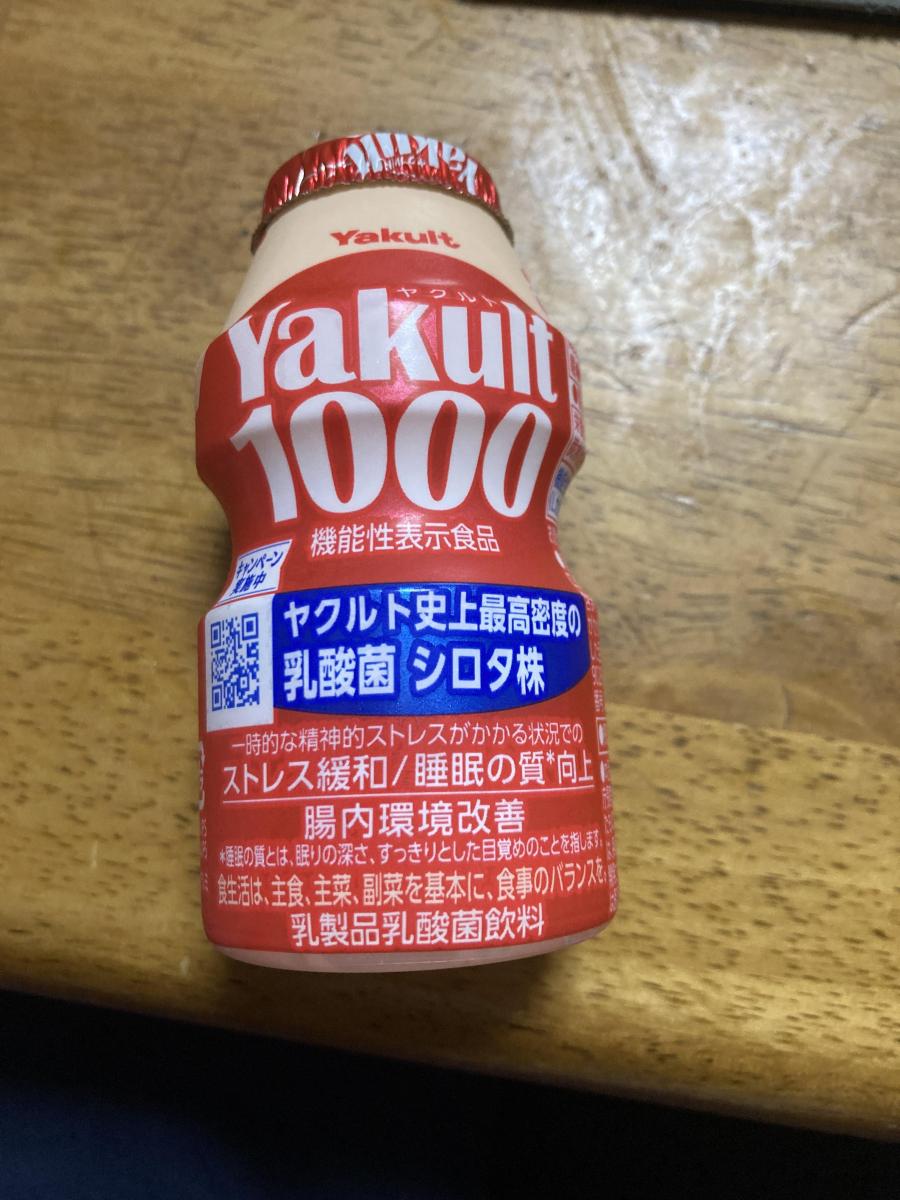 Yakult
Yakult
ヤクルト
Yakult
1000
機能性表示食品
キャンペーン
実施中
ヤクルト史上最高密度の
乳酸菌 シロタ株
一時的な精神的ストレスがかかる状況での
ストレス緩和/睡眠の質*向上
腸内環境改善
*睡眠の質とは、眠りの深さ、すっきりとした目覚めのことを指します。
食生活は、主食、主菜、副菜を基本に、食事のバランスを。
乳製品乳酸菌飲料